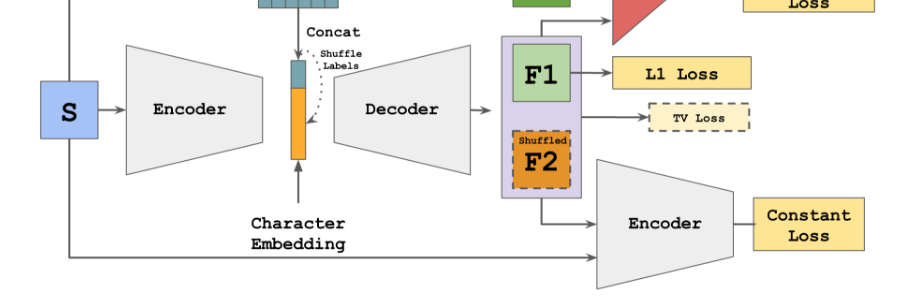 Loss
Concat
Shuffle
Labels
S
Encoder
Decoder
F1
L1 Loss
TV Loss
Shuffled
F2
Character
Embedding
Encoder
Constant
Loss